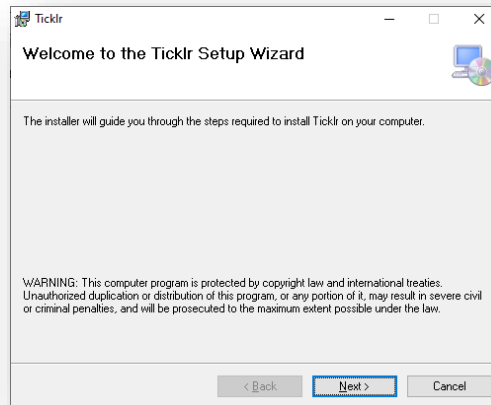 Ticklr
Welcome to the Ticklr Setup Wizard
The installer will guide you through the steps required to install Ticklr on your computer.
WARNING: This computer program is protected by copyright law and international treaties.
Unauthorized duplication or distribution of this program, or any portion of it, may result in severe civil
or criminal penalties, and will be prosecuted to the maximum extent possible under the law.
< Back Next > Cancel